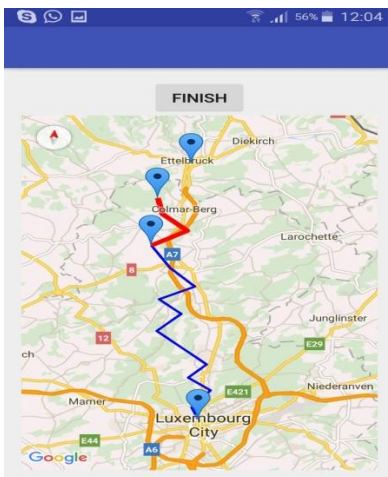 56% 12:04
FINISH
Diekirch
Ettelbruck
Colmar-Berg
Larochette
A7
8
Junglinster
12
E29
ch
E421
Niederanven
Mamer
Luxembourg
City
E44
A6
Google